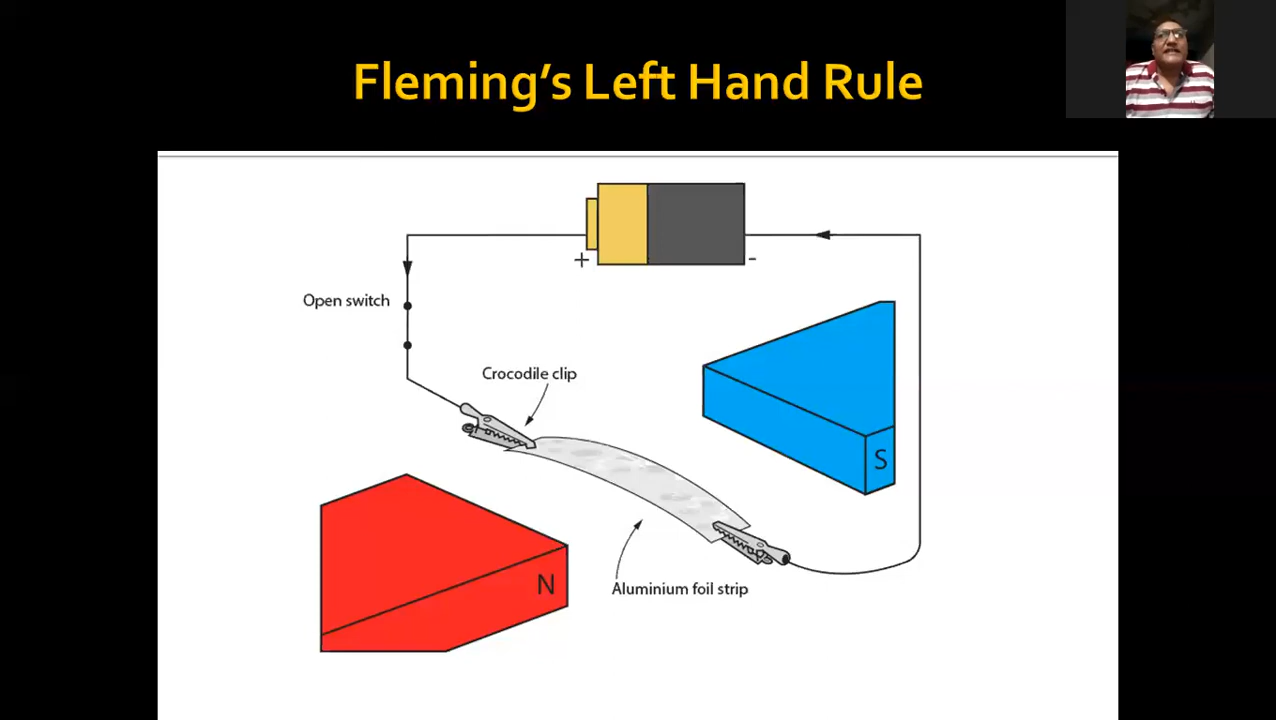 Fleming's Left Hand Rule
+
-
Open switch
Crocodile clip
S
N
Aluminium foil strip